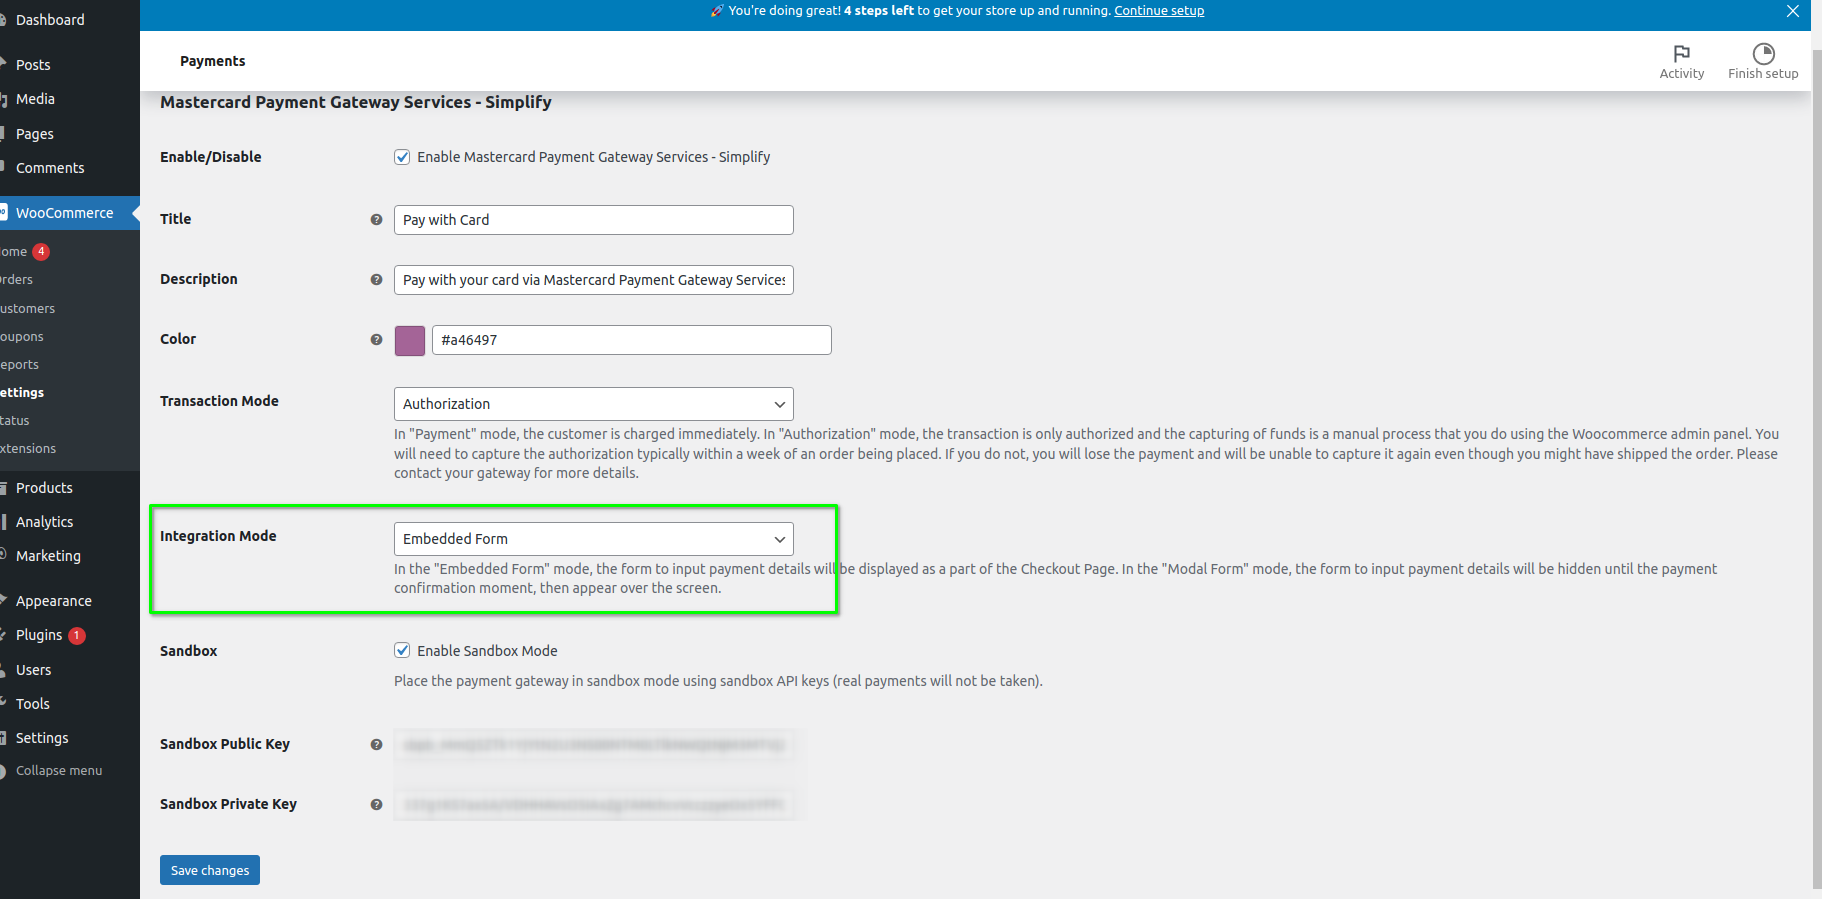 Dashboard
Posts
Media
Pages
Comments
WooCommerce
ome 4
rders
ustomers
oupons
eports
ettings
tatus
xtensions
Products
Analytics
Marketing
Appearance
Plugins 1
Users
Tools
Settings
Collapse menu
🚀 You're doing great! 4 steps left to get your store up and running. Continue setup
Payments
Activity
Finish setup
Mastercard Payment Gateway Services - Simplify
Enable/Disable
Enable Mastercard Payment Gateway Services - Simplify
Title
Pay with Card
Description
Pay with your card via Mastercard Payment Gateway Services
Color
#a46497
Transaction Mode
Authorization
In "Payment" mode, the customer is charged immediately. In "Authorization" mode, the transaction is only authorized and the capturing of funds is a manual process that you do using the Woocommerce admin panel. You
will need to capture the authorization typically within a week of an order being placed. If you do not, you will lose the payment and will be unable to capture it again even though you might have shipped the order. Please
contact your gateway for more details.
Integration Mode
Embedded Form
In the "Embedded Form" mode, the form to input payment details will be displayed as a part of the Checkout Page. In the "Modal Form" mode, the form to input payment details will be hidden until the payment
confirmation moment, then appear over the screen.
Sandbox
Enable Sandbox Mode
Place the payment gateway in sandbox mode using sandbox API keys (real payments will not be taken).
Sandbox Public Key
Sandbox Private Key
Save changes